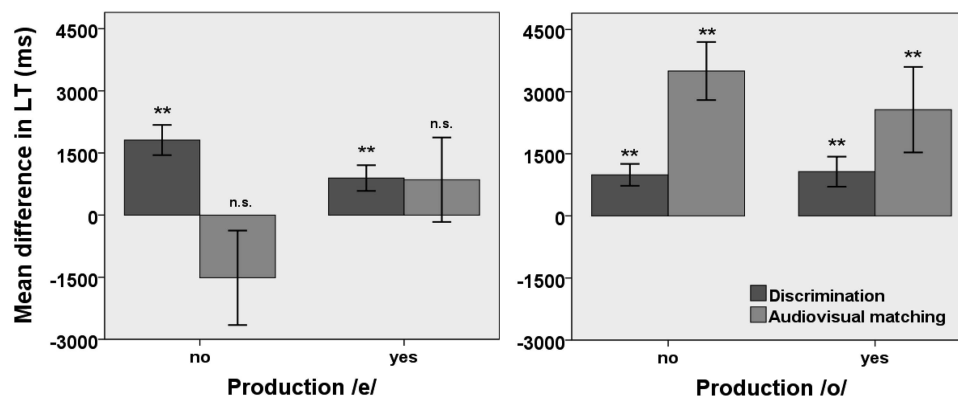 Mean difference in LT (ms)
4500
3000
1500
0
-1500
-3000
**
n.s.
**
n.s.
no
yes
Production /e/
4500
3000
1500
0
-1500
-3000
**
**
**
**
Discrimination
Audiovisual matching
no
yes
Production /o/